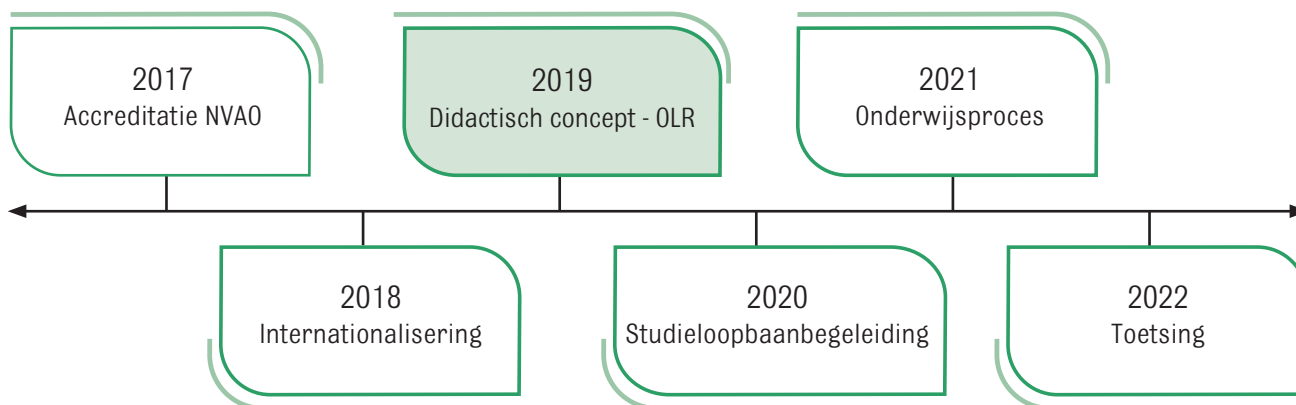 2017
Accreditatie NVAO
2019
Didactisch concept - OLR
2021
Onderwijsproces
2018
Internationalisering
2020
Studieloopbaanbegeleiding
2022
Toetsing